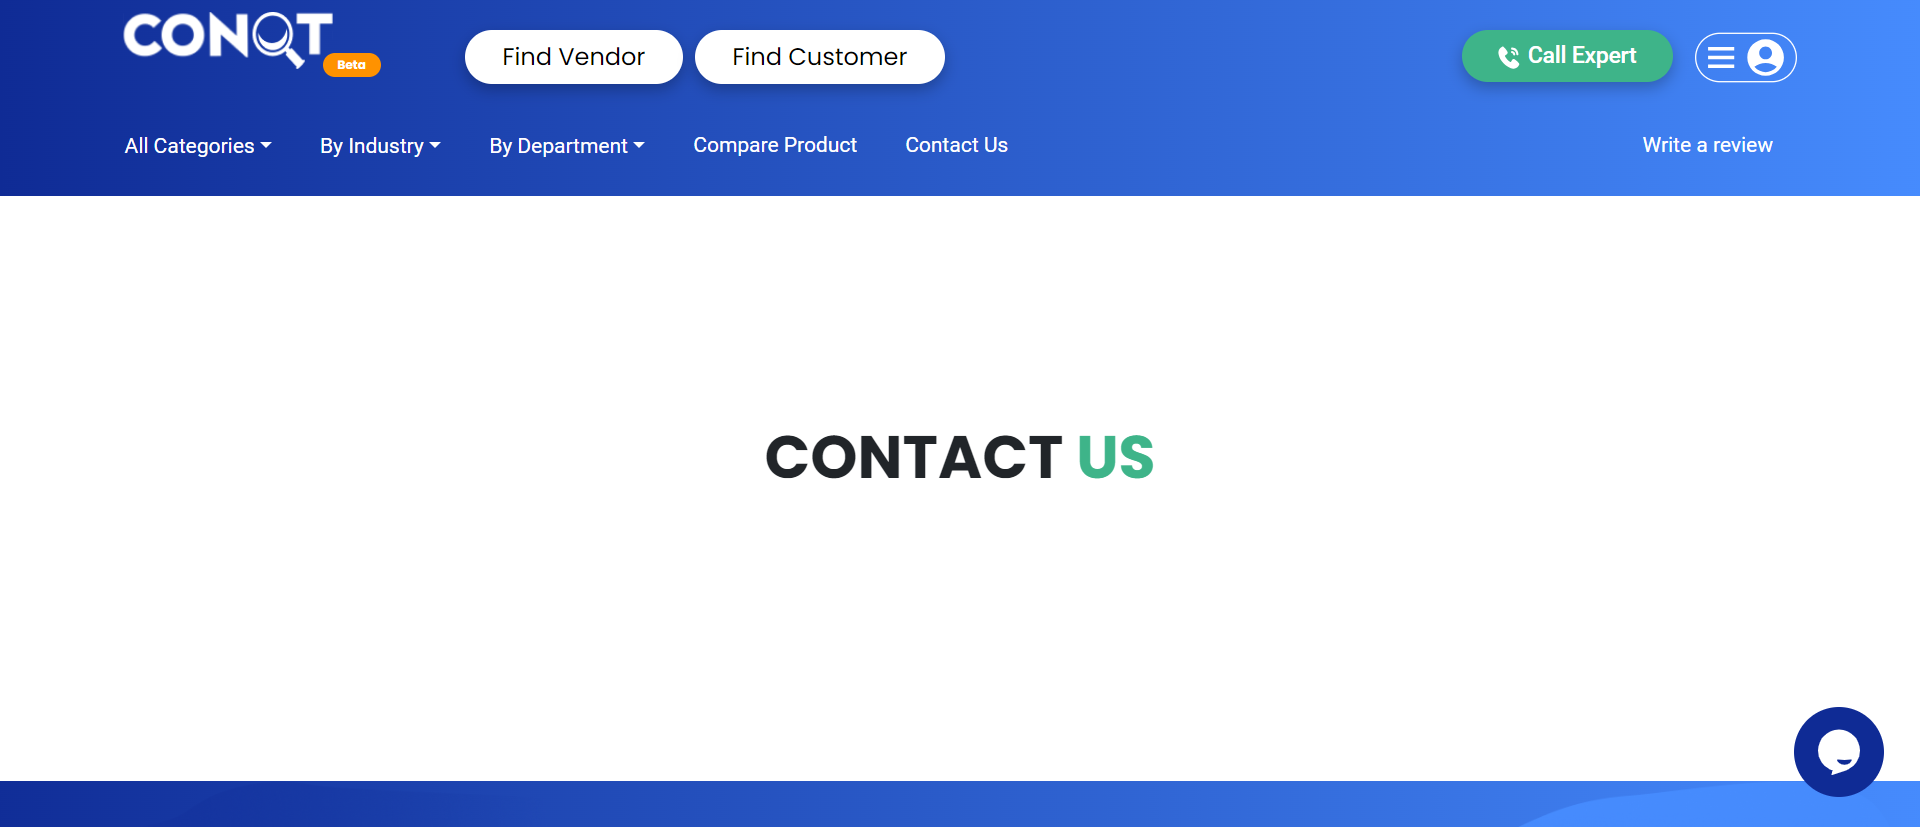 CONQT
Beta
Find Vendor
Find Customer
Call Expert
All Categories
By Industry
By Department
Compare Product
Contact Us
Write a review
CONTACT US